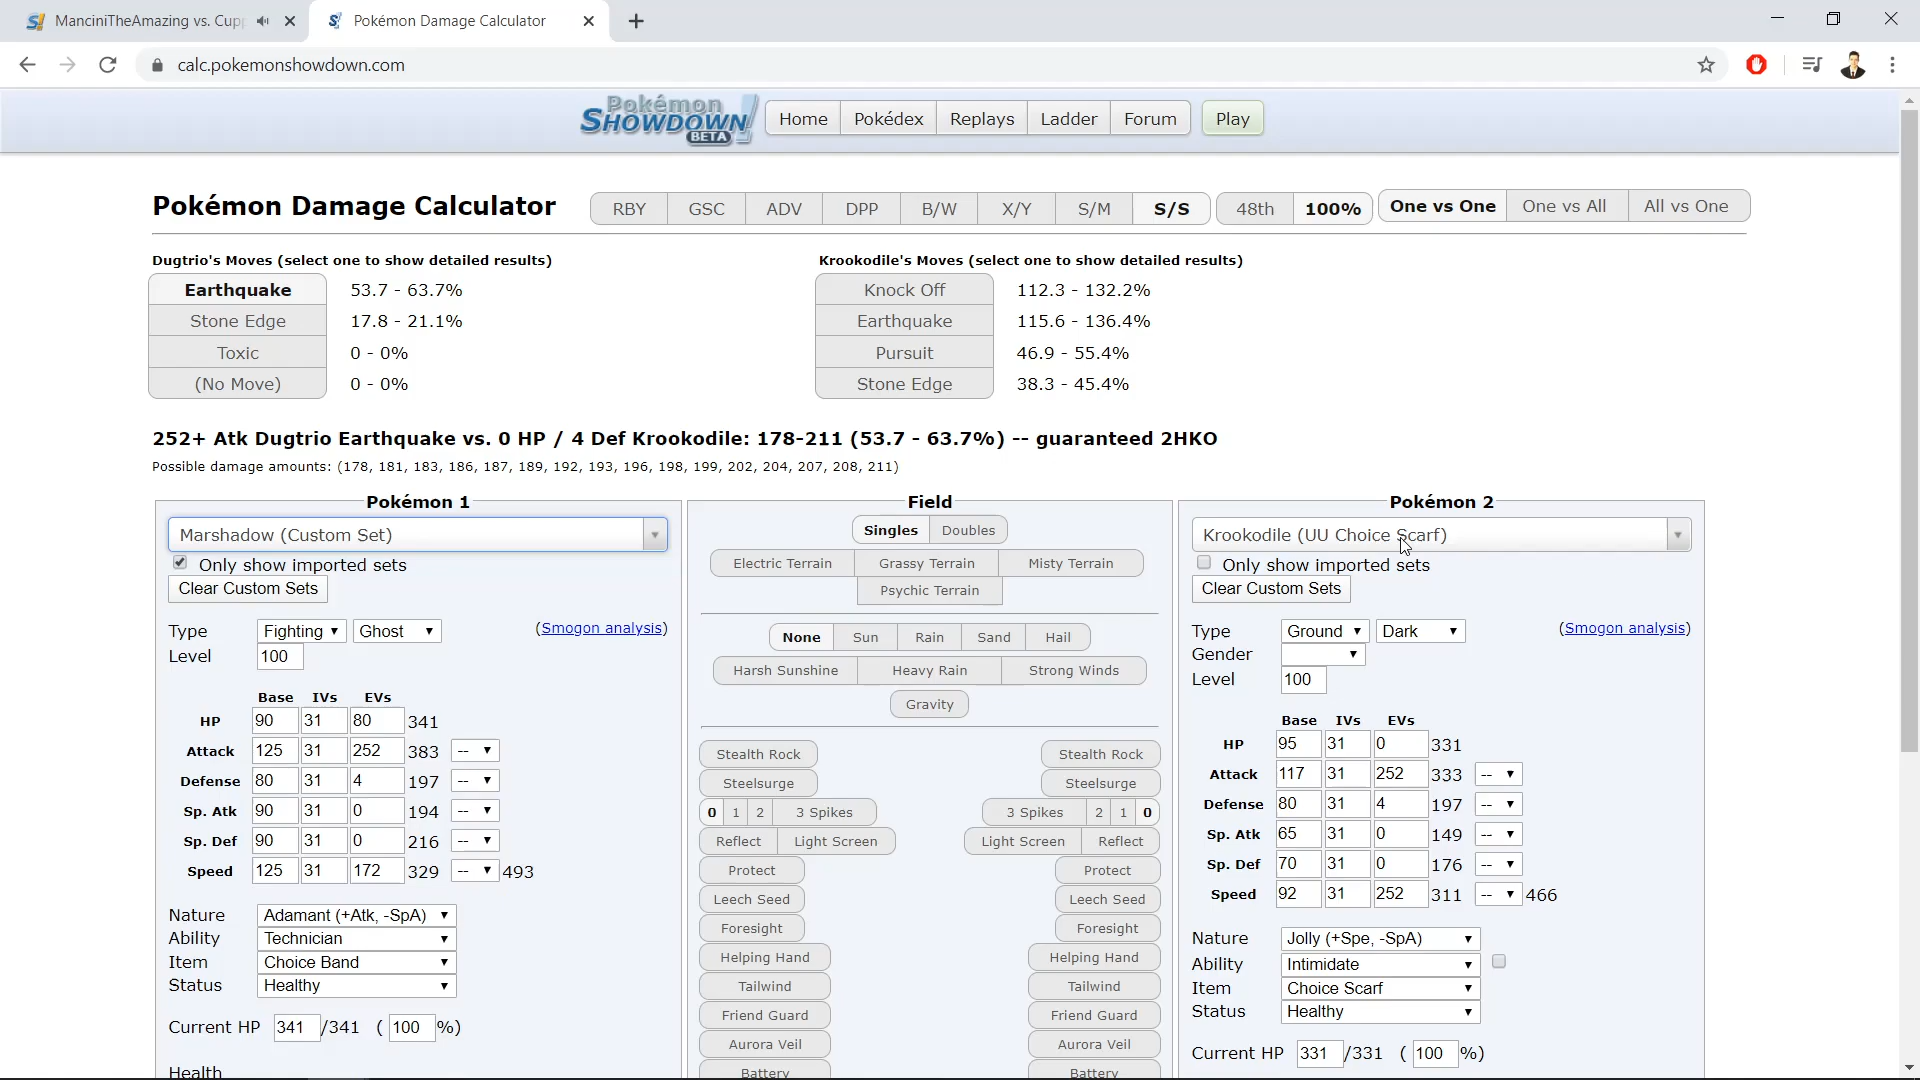 Mancini TheAmazing vs. Cupp
Pokémon Damage Calculator
calc.pokemonshowdown.com
Pokémon
SHOWDOWN!
BETA
Home Pokédex Replays Ladder Forum Play
Pokémon Damage Calculator
RBY GSC ADV DPP B/W X/Y S/M S/S 48th 100% One vs One One vs All All vs One
Dugtrio's Moves (select one to show detailed results)
Earthquake 53.7 - 63.7%
Stone Edge 17.8 - 21.1%
Toxic 0 - 0%
(No Move) 0 - 0%
Krookodile's Moves (select one to show detailed results)
Knock Off 112.3 - 132.2%
Earthquake 115.6 - 136.4%
Pursuit 46.9 - 55.4%
Stone Edge 38.3 - 45.4%
252+ Atk Dugtrio Earthquake vs. 0 HP / 4 Def Krookodile: 178-211 (53.7 - 63.7%) -- guaranteed 2HKO
Possible damage amounts: (178, 181, 183, 186, 187, 189, 192, 193, 196, 198, 199, 202, 204, 207, 208, 211)
Pokémon 1
Marshadow (Custom Set)
Only show imported sets
Clear Custom Sets
Type Fighting Ghost (Smogon analysis)
Level 100
Base IVs EVs
HP 90 31 80 341
Attack 125 31 252 383 --
Defense 80 31 4 197 --
Sp. Atk 90 31 0 194 --
Sp. Def 90 31 0 216 --
Speed 125 31 172 329 -- 493
Nature Adamant (+Atk, -SpA)
Ability Technician
Item Choice Band
Status Healthy
Current HP 341 /341 ( 100 %)
Health
Field
Singles Doubles
Electric Terrain Grassy Terrain Misty Terrain
Psychic Terrain
None Sun Rain Sand Hail
Harsh Sunshine Heavy Rain Strong Winds
Gravity
Stealth Rock Stealth Rock
Steelsurge Steelsurge
0 1 2 3 Spikes 3 Spikes 2 1 0
Reflect Light Screen Light Screen Reflect
Protect Protect
Leech Seed Leech Seed
Foresight Foresight
Helping Hand Helping Hand
Tailwind Tailwind
Friend Guard Friend Guard
Aurora Veil Aurora Veil
Battery Battery
Pokémon 2
Krookodile (UU Choice Scarf)
Only show imported sets
Clear Custom Sets
Type Ground Dark (Smogon analysis)
Gender
Level 100
Base IVs EVs
HP 95 31 0 331
Attack 117 31 252 333 --
Defense 80 31 4 197 --
Sp. Atk 65 31 0 149 --
Sp. Def 70 31 0 176 --
Speed 92 31 252 311 -- 466
Nature Jolly (+Spe, -SpA)
Ability Intimidate
Item Choice Scarf
Status Healthy
Current HP 331 /331 ( 100 %)